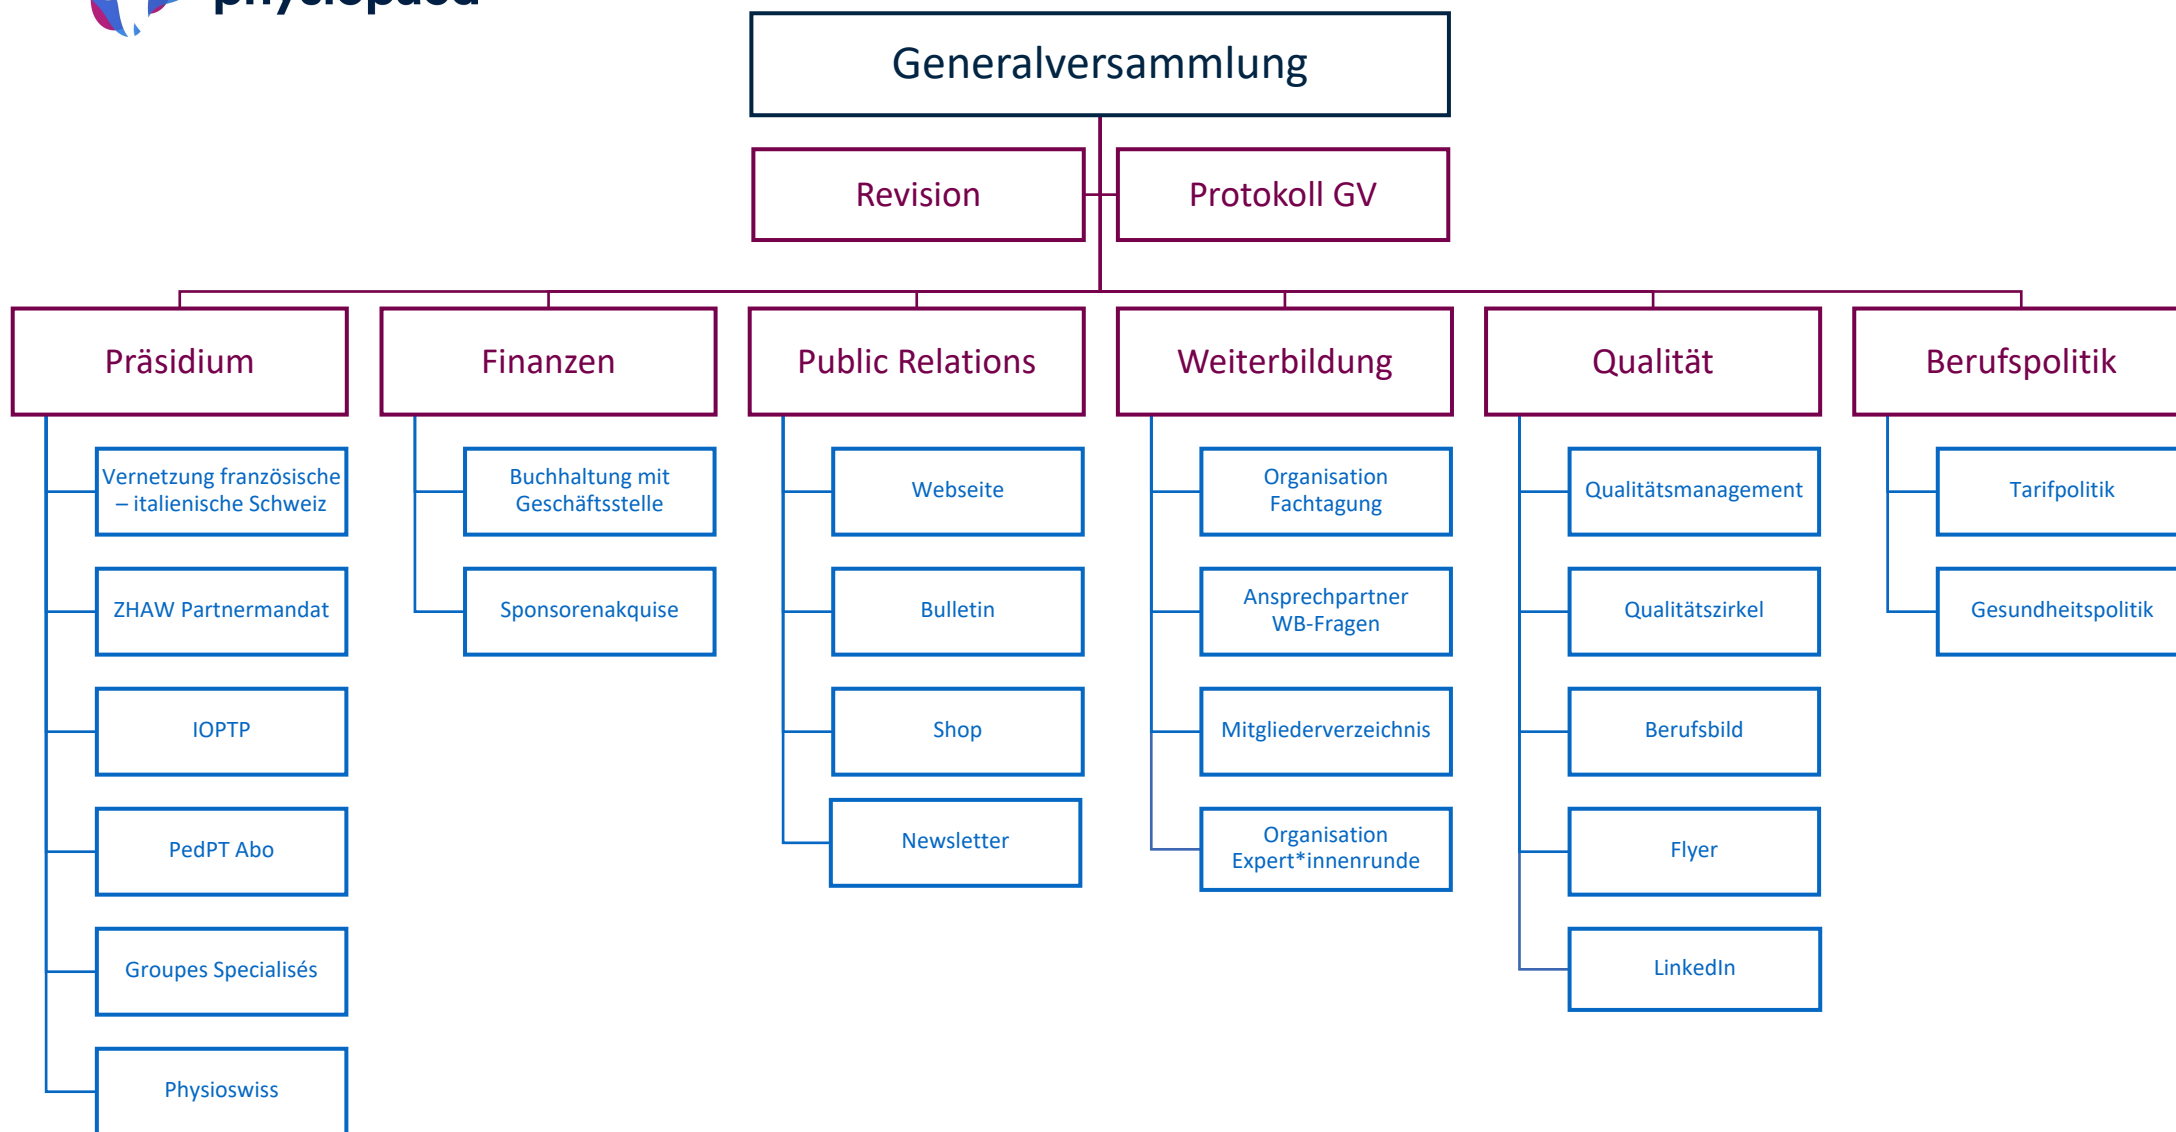 physiopaed
Generalversammlung
Revision
Protokoll GV
Präsidium
Finanzen
Public Relations
Weiterbildung
Qualität
Berufspolitik
Vernetzung französische
– italienische Schweiz
ZHAW Partnermandat
IOPTP
PedPT Abo
Groupes Specialisés
Physioswiss
Buchhaltung mit
Geschäftsstelle
Sponsorenakquise
Webseite
Bulletin
Shop
Newsletter
Organisation
Fachtagung
Ansprechpartner
WB-Fragen
Mitgliederverzeichnis
Organisation
Expert*innenrunde
Qualitätsmanagement
Qualitätszirkel
Berufsbild
Flyer
LinkedIn
Tarifpolitik
Gesundheitspolitik